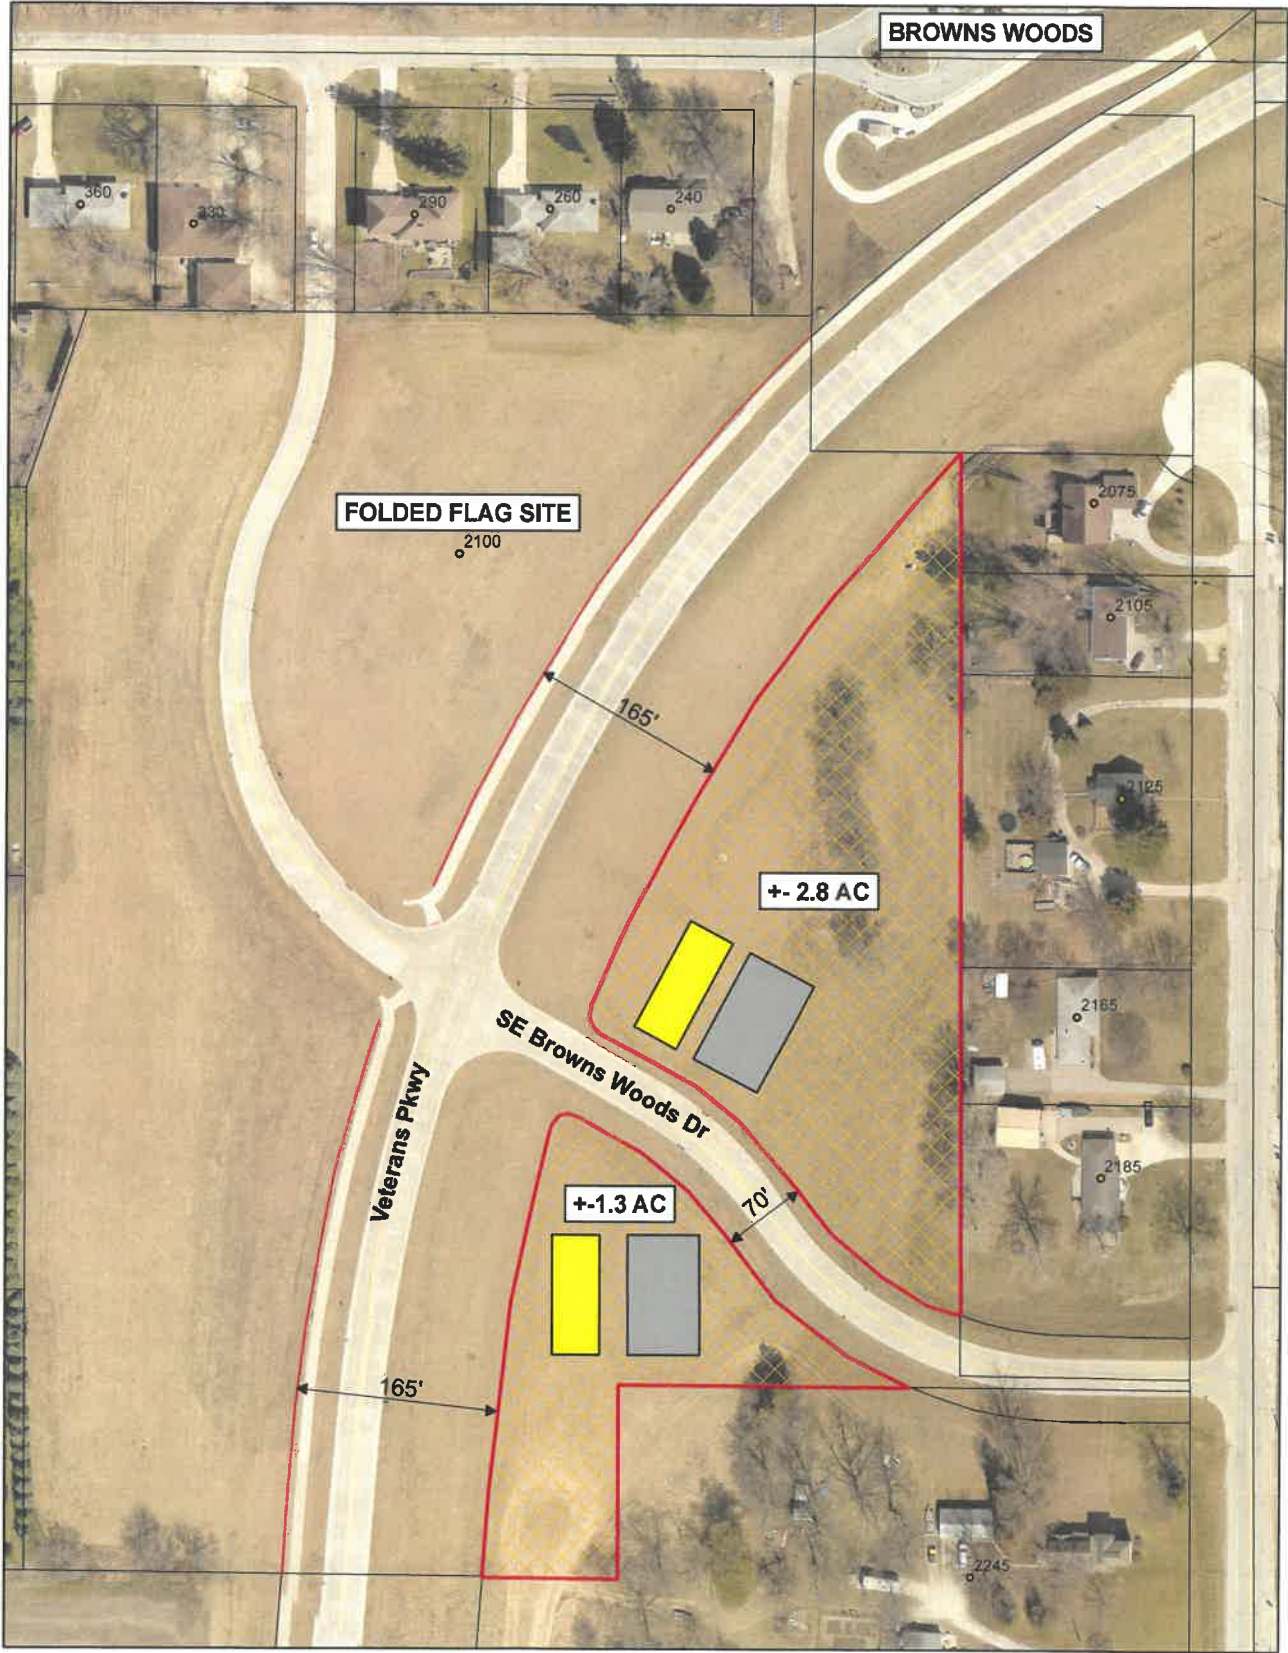 BROWNS WOODS
360
330
290
260
240
2075
FOLDED FLAG SITE
2100
2105
165'
2125
+- 2.8 AC
2165
SE Browns Woods Dr
Veterans Pkwy
2185
+-1.3 AC
70'
165'
2245